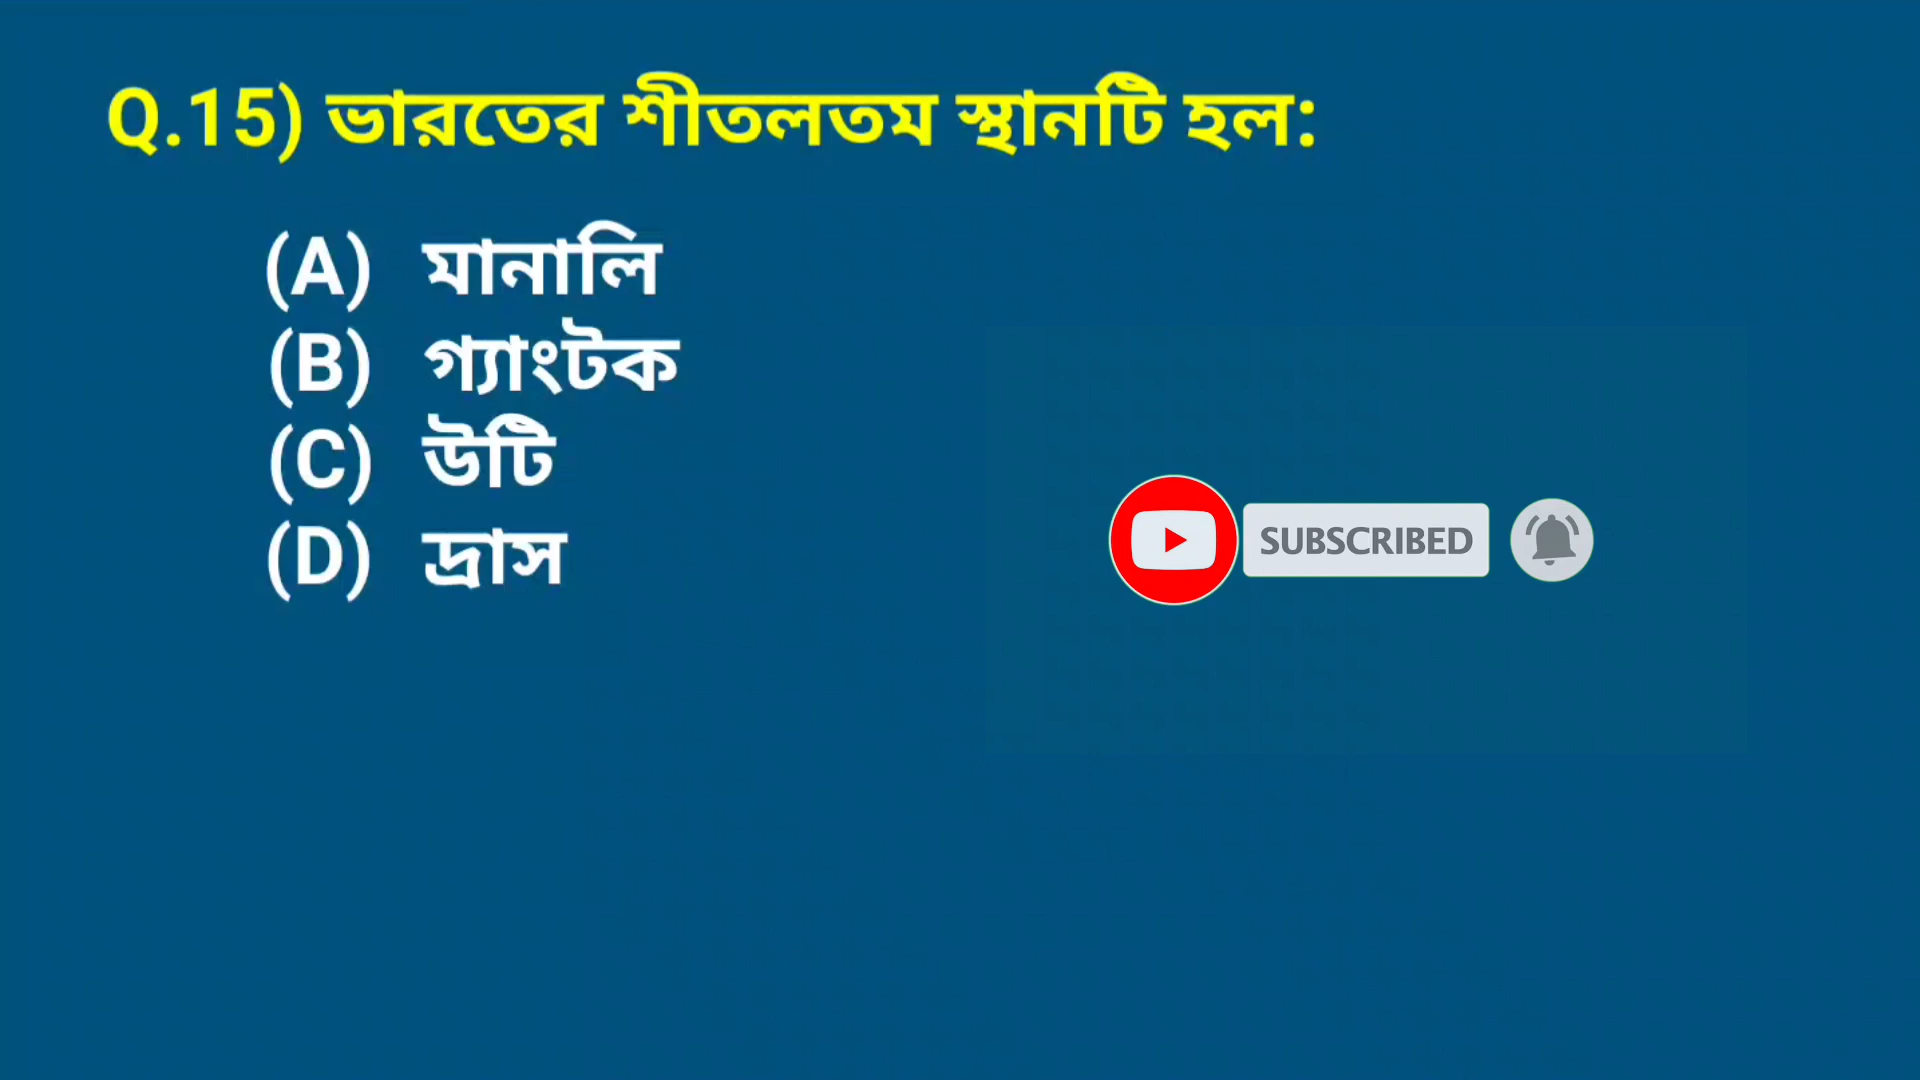 Q.15) ভারতের শীতলতম স্থানটি হল:
(A) মানালি
(B) গ্যাংটক
(C) উটি
(D) দ্রাস
SUBSCRIBED